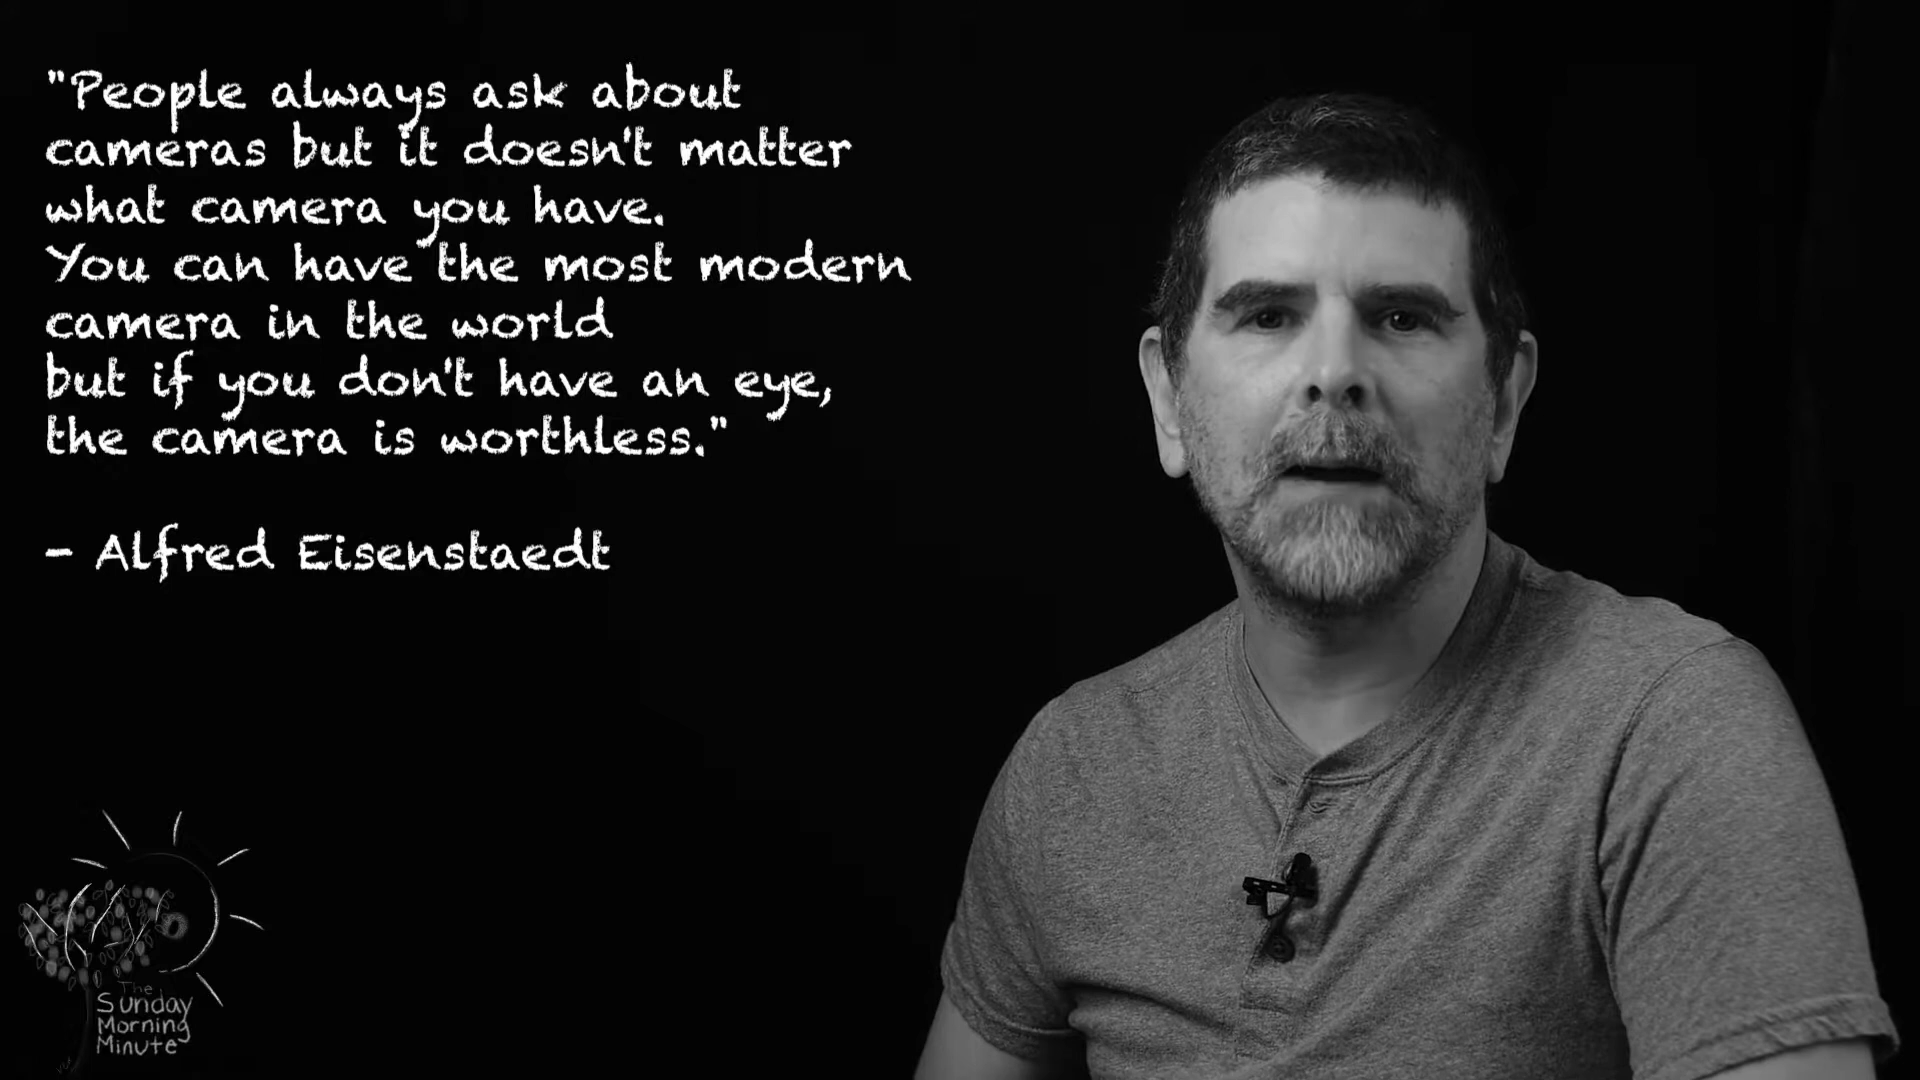 "People always ask about
cameras but it doesn't matter
what camera you have.
You can have the most modern
camera in the world
but if you don't have an eye,
the camera is worthless."
- Alfred Eisenstaedt
The
Sunday
Morning
Minute